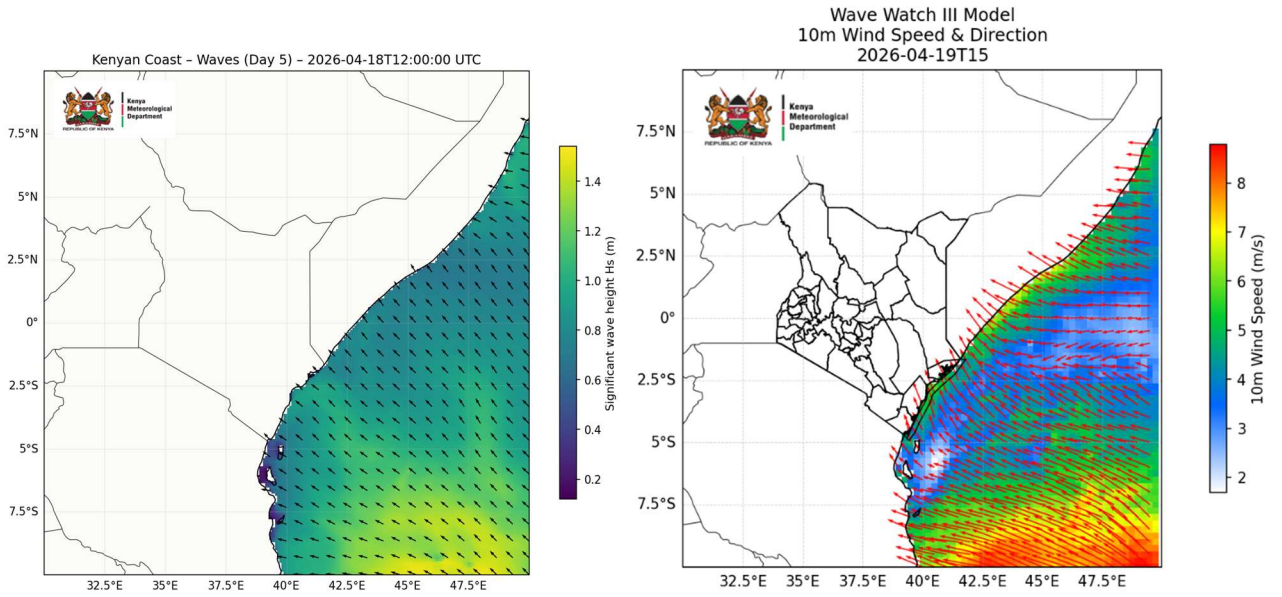 Kenyan Coast – Waves (Day 5) – 2026-04-18T12:00:00 UTC
Kenya
Meteorological
Department
REPUBLIC OF KENYA
7.5°N
5°N
2.5°N
0°
2.5°S
5°S
7.5°S
32.5°E
35°E
37.5°E
40°E
42.5°E
45°E
47.5°E
1.4
1.2
1.0
0.8
0.6
0.4
0.2
Significant wave height Hs (m)
Wave Watch III Model
10m Wind Speed & Direction
2026-04-19T15
Kenya
Meteorological
Department
REPUBLIC OF KENYA
7.5°N
5°N
2.5°N
0°
2.5°S
5°S
7.5°S
32.5°E
35°E
37.5°E
40°E
42.5°E
45°E
47.5°E
8
7
6
5
4
3
2
10m Wind Speed (m/s)